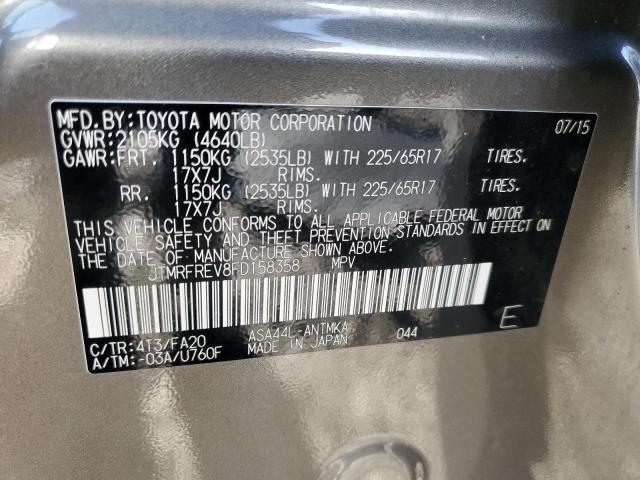 MFD. BY: TOYOTA MOTOR CORPORATION 07/15
GVWR: 2105KG (4640LB)
GAWR: FRT. 1150KG (2535LB) WITH 225/65R17 TIRES.
17X7J RIMS.
RR. 1150KG (2535LB) WITH 225/65R17 TIRES.
17X7J RIMS.
THIS VEHICLE CONFORMS TO ALL APPLICABLE FEDERAL MOTOR
VEHICLE SAFETY AND THEFT PREVENTION STANDARDS IN EFFECT ON
THE DATE OF MANUFACTURE SHOWN ABOVE.
JTMRFREV8FD158358 MPV
C/TR: 4T3/FA20 ASA44L-ANTMKA 044
A/TM: -03A/U760F MADE IN JAPAN
E